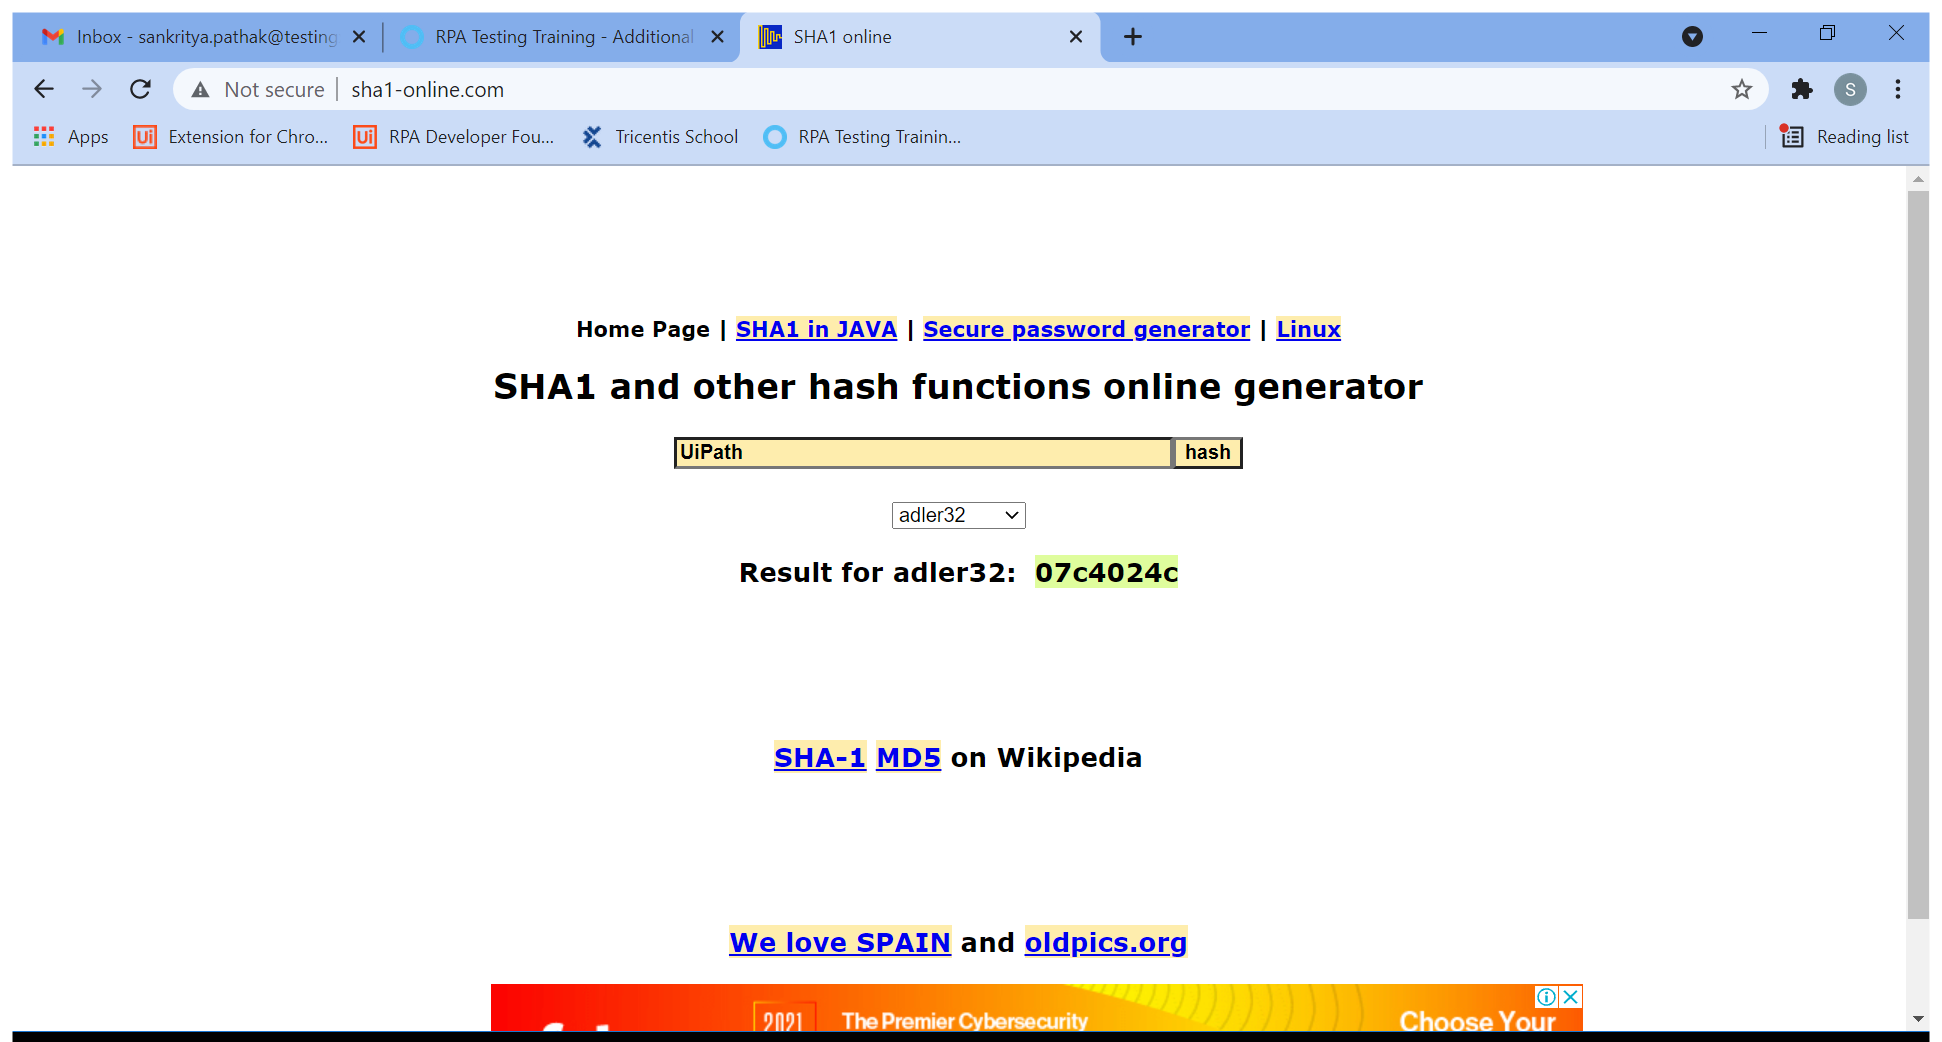 Inbox - sankritya.pathak@testing
RPA Testing Training - Additional
SHA1 online
Not secure
sha1-online.com
S
Apps
Ui
Extension for Chro...
Ui
RPA Developer Fou...
Tricentis School
RPA Testing Trainin...
Reading list
Home Page | SHA1 in JAVA | Secure password generator | Linux
SHA1 and other hash functions online generator
UiPath
hash
adler32
Result for adler32: 07c4024c
SHA-1 MD5 on Wikipedia
We love SPAIN and oldpics.org
2021
The Premier Cybersecurity
Choose Your